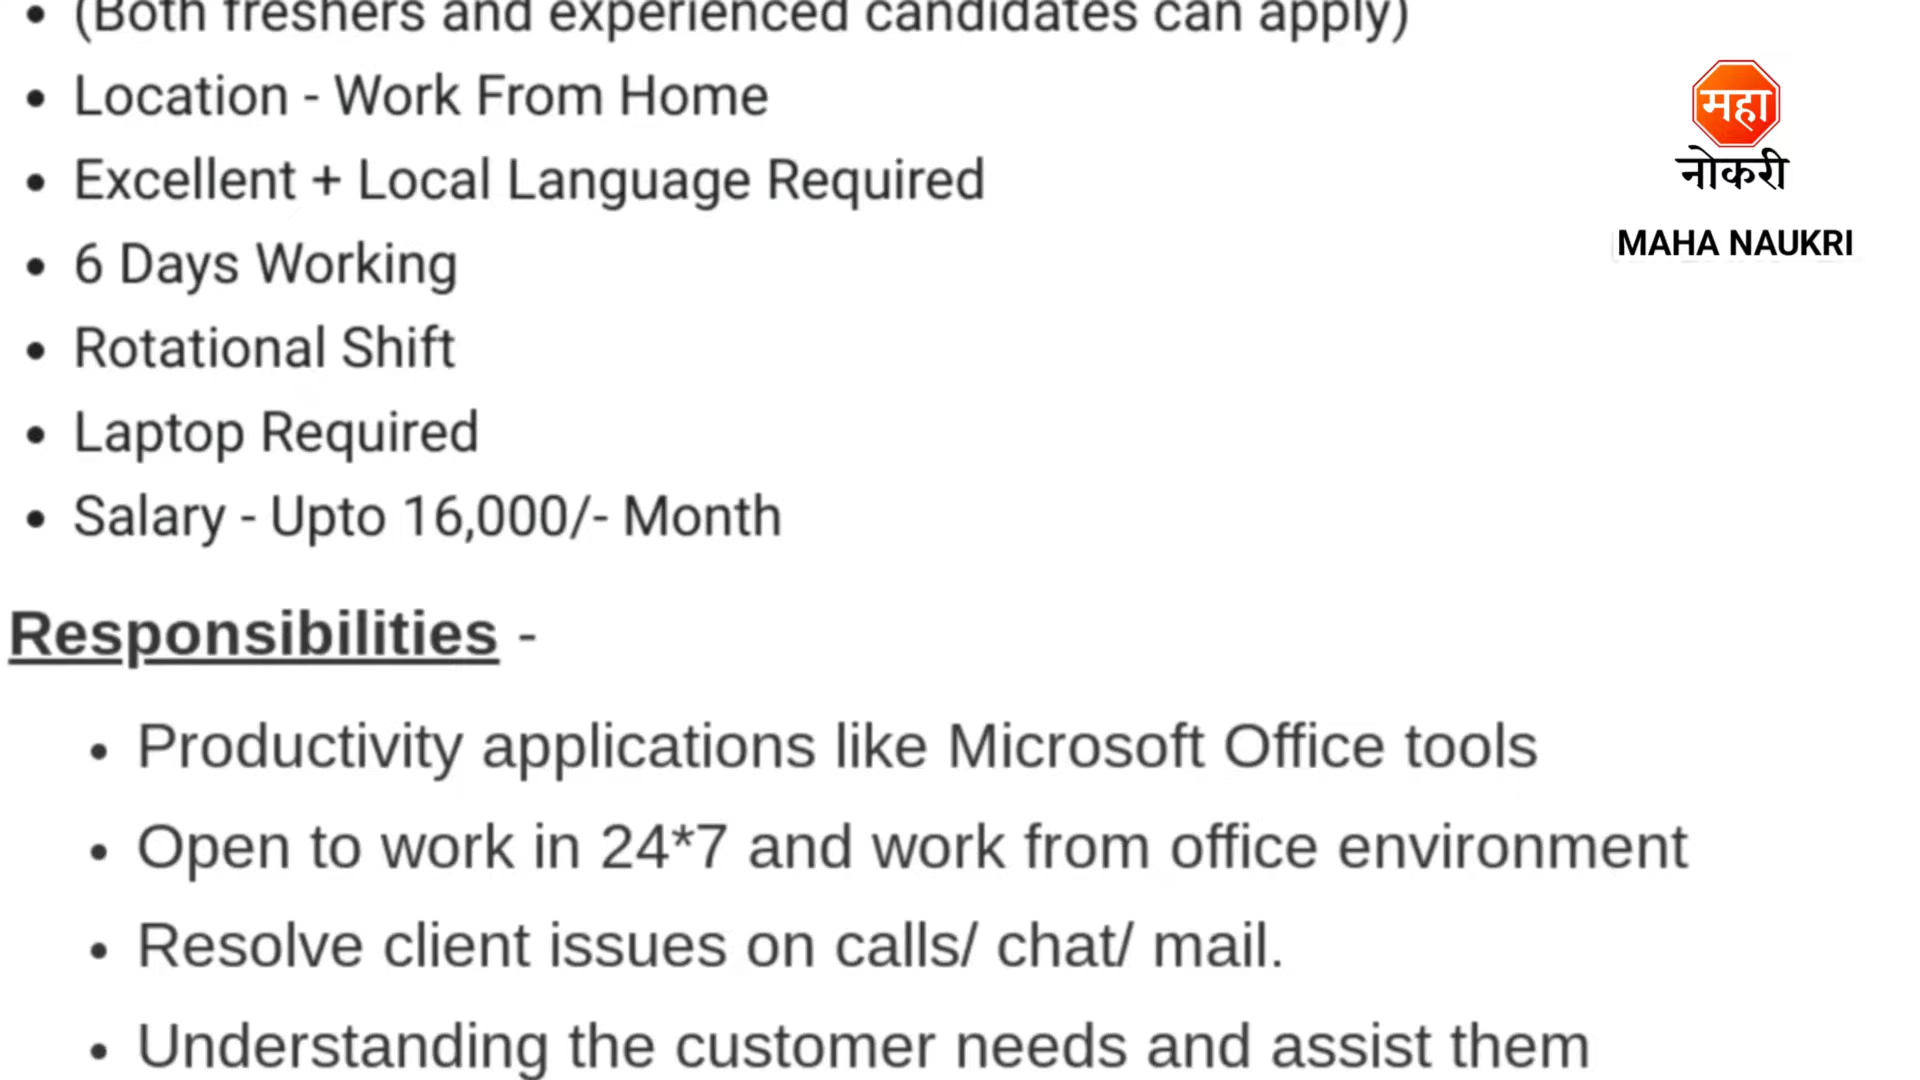 (Both freshers and experienced candidates can apply)
Location - Work From Home
Excellent + Local Language Required
6 Days Working
Rotational Shift
Laptop Required
Salary - Upto 16,000/- Month
महा
नोकरी
MAHA NAUKRI
Responsibilities -
Productivity applications like Microsoft Office tools
Open to work in 24*7 and work from office environment
Resolve client issues on calls/ chat/ mail.
Understanding the customer needs and assist them